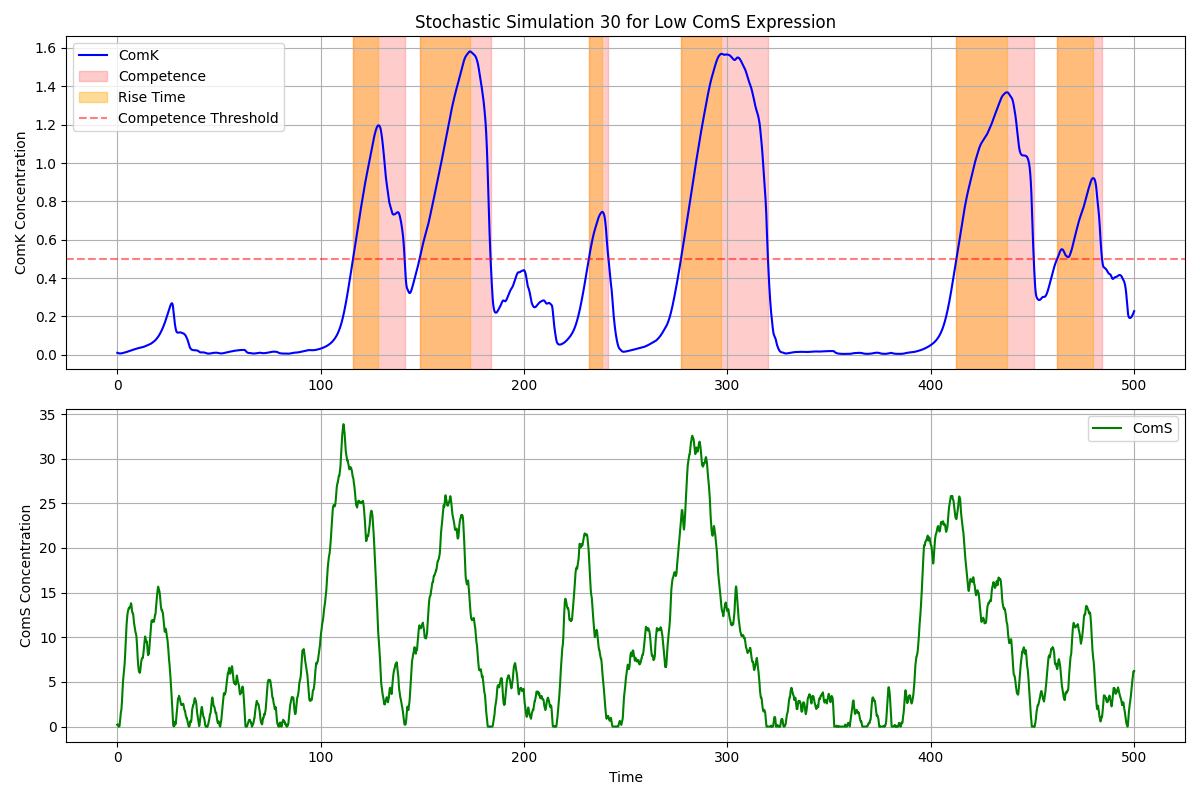 Stochastic Simulation 30 for Low ComS Expression
ComK
Competence
Rise Time
Competence Threshold
ComK Concentration
1.6
1.4
1.2
1.0
0.8
0.6
0.4
0.2
0.0
0 100 200 300 400 500
ComS
ComS Concentration
35
30
25
20
15
10
5
0
0 100 200 300 400 500
Time